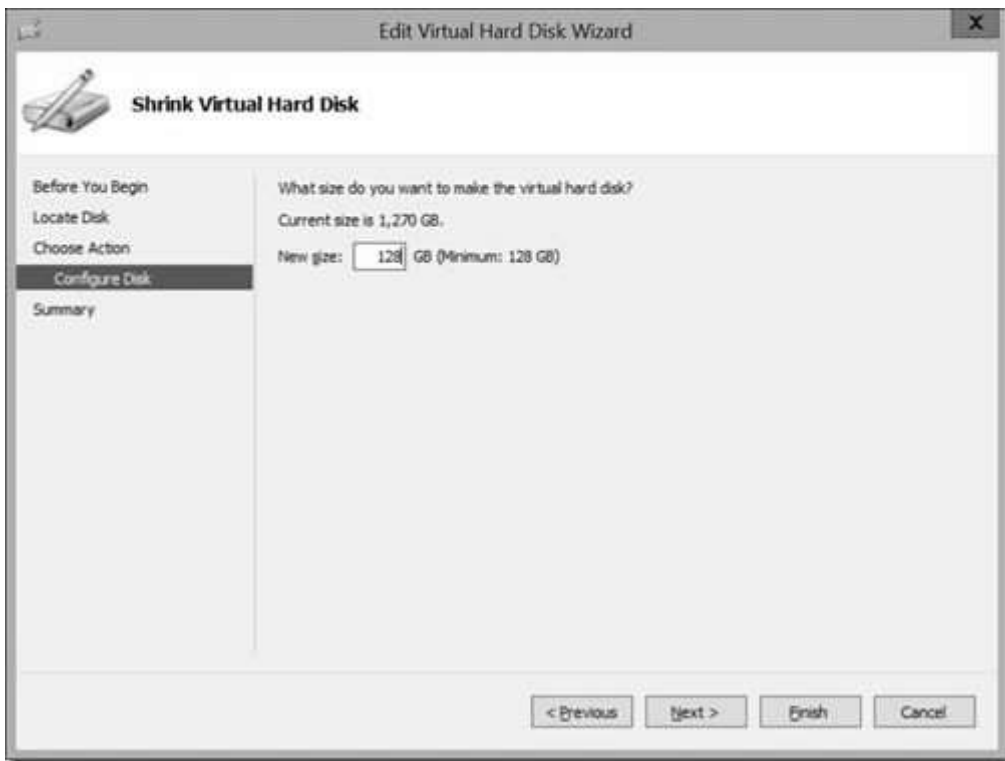 Edit Virtual Hard Disk Wizard
X
Shrink Virtual Hard Disk
Before You Begin
Locate Disk
Choose Action
Configure Disk
Summary
What size do you want to make the virtual hard disk?
Current size is 1,270 GB.
New size: 128 GB (Minimum: 128 GB)
< Previous Next > Finish Cancel